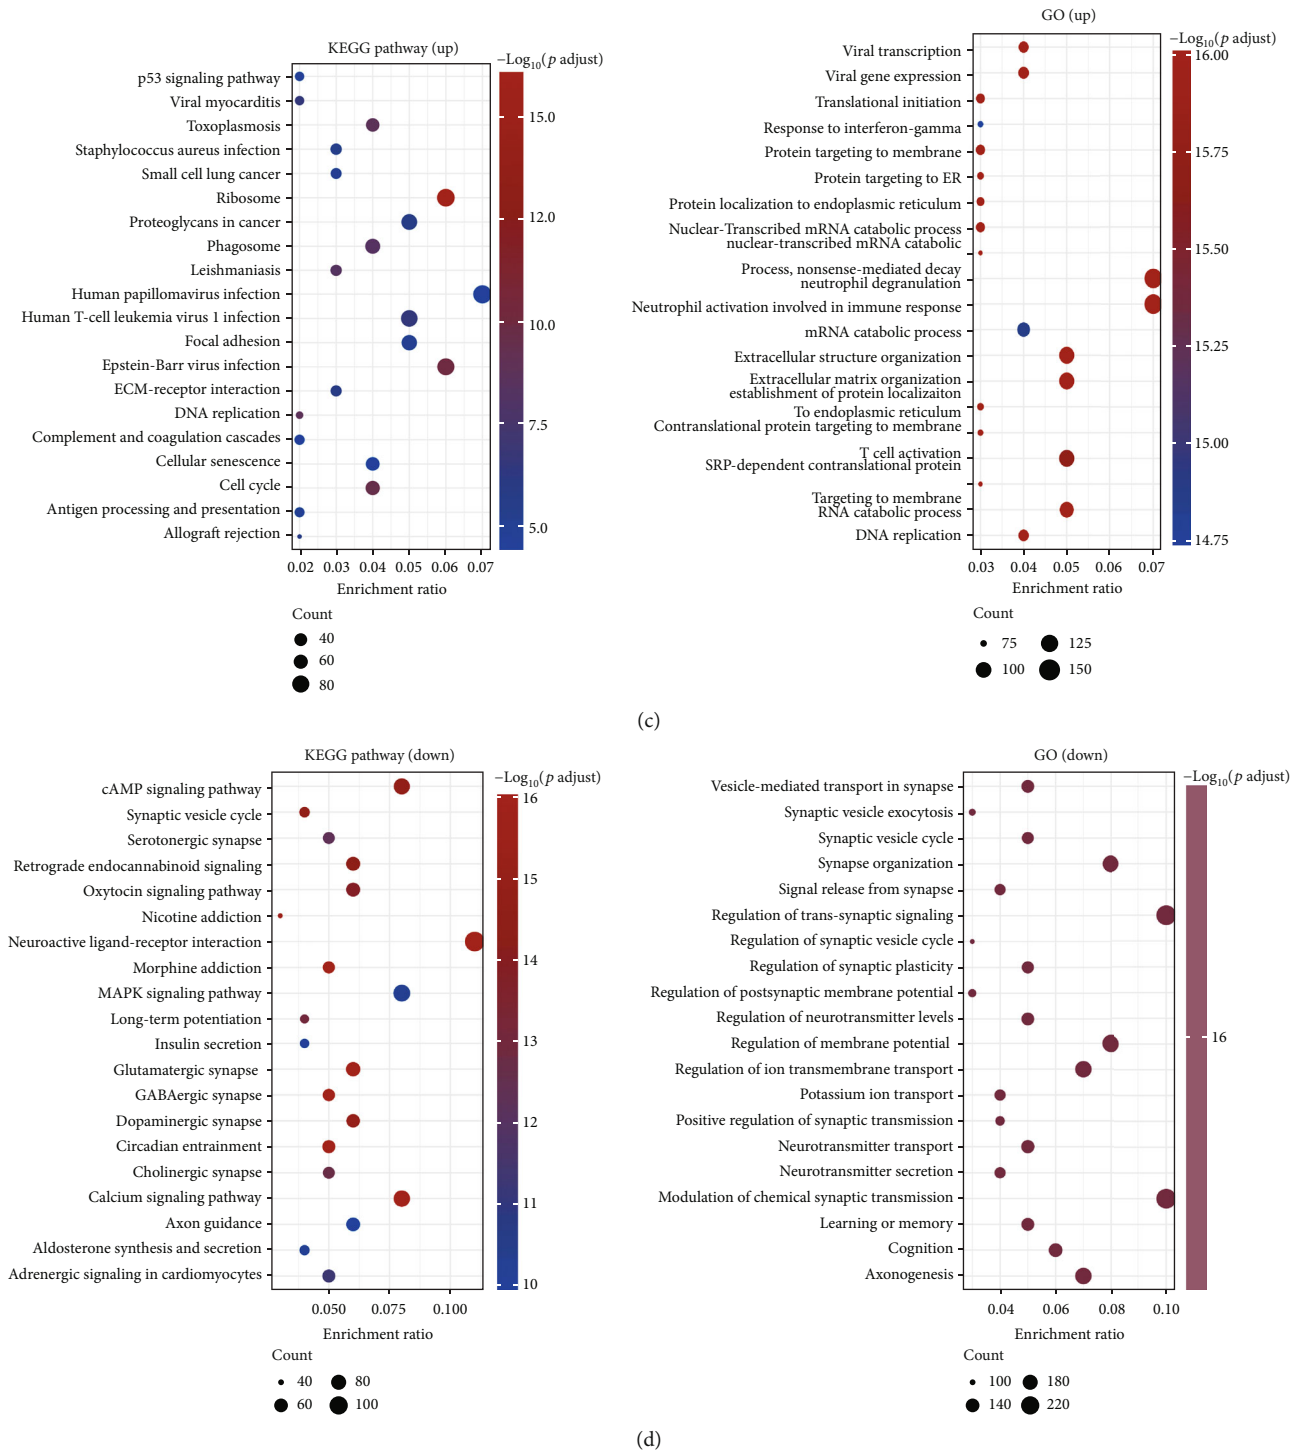 KEGG pathway (up)
−Log10(p adjust)
p53 signaling pathway
Viral myocarditis
Toxoplasmosis
Staphylococcus aureus infection
Small cell lung cancer
Ribosome
Proteoglycans in cancer
Phagosome
Leishmaniasis
Human papillomavirus infection
Human T-cell leukemia virus 1 infection
Focal adhesion
Epstein-Barr virus infection
ECM-receptor interaction
DNA replication
Complement and coagulation cascades
Cellular senescence
Cell cycle
Antigen processing and presentation
Allograft rejection
15.0
12.0
10.0
7.5
5.0
0.02 0.03 0.04 0.05 0.06 0.07
Enrichment ratio
Count
40
60
80
GO (up)
−Log10(p adjust)
Viral transcription
Viral gene expression
Translational initiation
Response to interferon-gamma
Protein targeting to membrane
Protein targeting to ER
Protein localization to endoplasmic reticulum
Nuclear-Transcribed mRNA catabolic process
nuclear-transcribed mRNA catabolic
Process, nonsense-mediated decay
neutrophil degranulation
Neutrophil activation involved in immune response
mRNA catabolic process
Extracellular structure organization
Extracellular matrix organization
establishment of protein localizaiton
To endoplasmic reticulum
Contranslational protein targeting to membrane
T cell activation
SRP-dependent contranslational protein
Targeting to membrane
RNA catabolic process
DNA replication
16.00
15.75
15.50
15.25
15.00
14.75
0.03 0.04 0.05 0.06 0.07
Enrichment ratio
Count
75 125
100 150
(c)
KEGG pathway (down)
−Log10(p adjust)
cAMP signaling pathway
Synaptic vesicle cycle
Serotonergic synapse
Retrograde endocannabinoid signaling
Oxytocin signaling pathway
Nicotine addiction
Neuroactive ligand-receptor interaction
Morphine addiction
MAPK signaling pathway
Long-term potentiation
Insulin secretion
Glutamatergic synapse
GABAergic synapse
Dopaminergic synapse
Circadian entrainment
Cholinergic synapse
Calcium signaling pathway
Axon guidance
Aldosterone synthesis and secretion
Adrenergic signaling in cardiomyocytes
16
15
14
13
12
11
10
0.050 0.075 0.100
Enrichment ratio
Count
40 80
60 100
GO (down)
−Log10(p adjust)
Vesicle-mediated transport in synapse
Synaptic vesicle exocytosis
Synaptic vesicle cycle
Synapse organization
Signal release from synapse
Regulation of trans-synaptic signaling
Regulation of synaptic vesicle cycle
Regulation of synaptic plasticity
Regulation of postsynaptic membrane potential
Regulation of neurotransmitter levels
Regulation of membrane potential
Regulation of ion transmembrane transport
Potassium ion transport
Positive regulation of synaptic transmission
Neurotransmitter transport
Neurotransmitter secretion
Modulation of chemical synaptic transmission
Learning or memory
Cognition
Axonogenesis
16
0.04 0.06 0.08 0.10
Enrichment ratio
Count
100 180
140 220
(d)